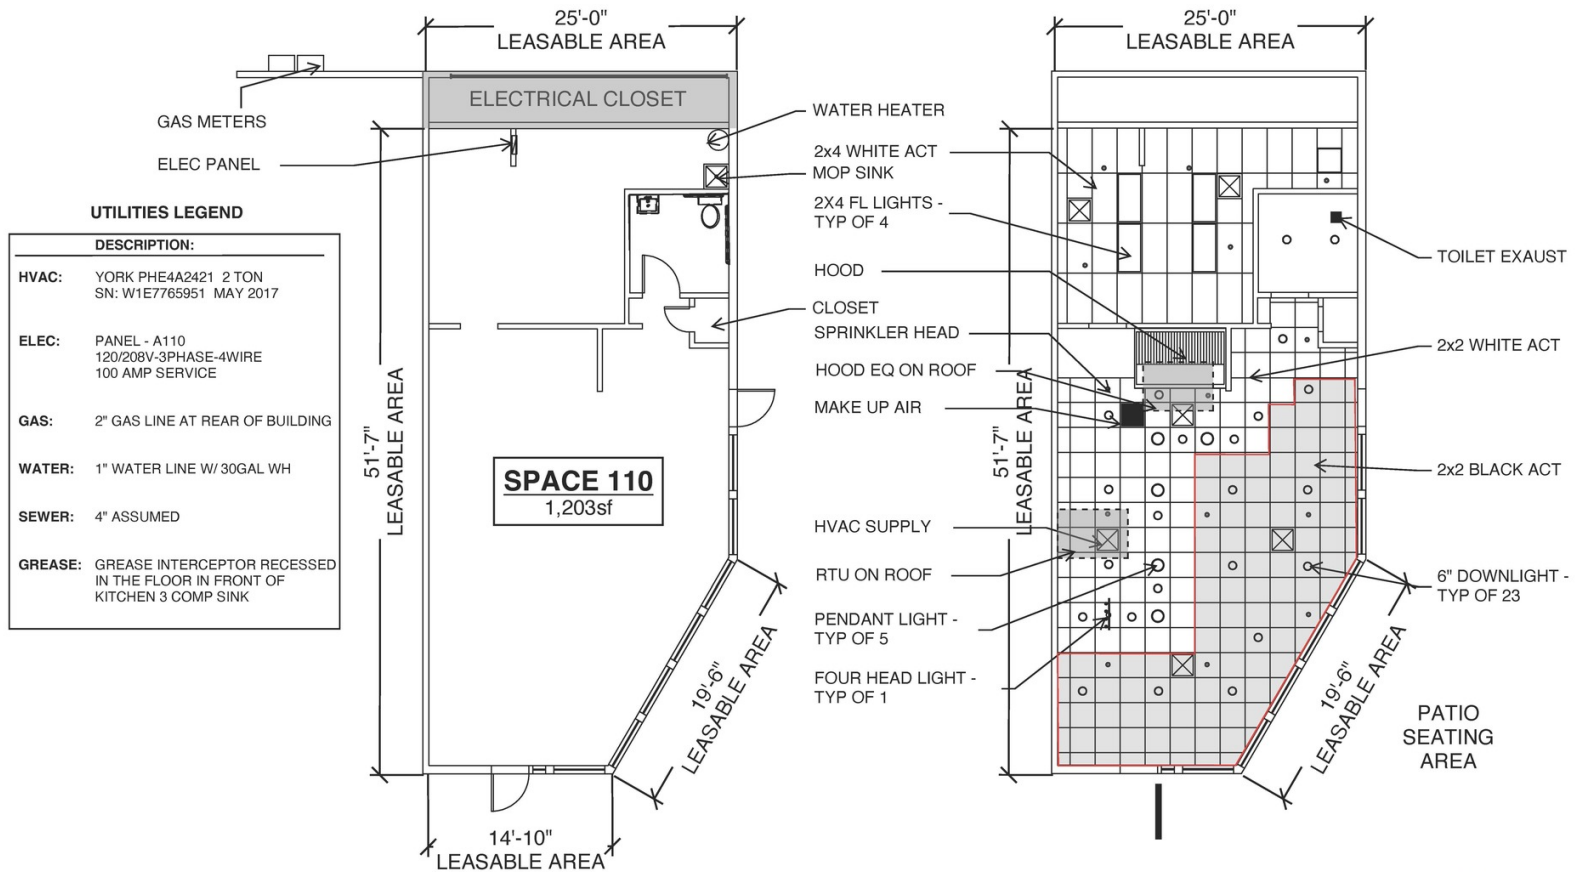 25'-0"
LEASABLE AREA
ELECTRICAL CLOSET
GAS METERS
ELEC PANEL
UTILITIES LEGEND
DESCRIPTION:
HVAC: YORK PHE4A2421 2 TON
SN: W1E7765951 MAY 2017
ELEC: PANEL - A110
120/208V-3PHASE-4WIRE
100 AMP SERVICE
GAS: 2" GAS LINE AT REAR OF BUILDING
WATER: 1" WATER LINE W/ 30GAL WH
SEWER: 4" ASSUMED
GREASE: GREASE INTERCEPTOR RECESSED
IN THE FLOOR IN FRONT OF
KITCHEN 3 COMP SINK
51'-7"
LEASABLE AREA
SPACE 110
1,203sf
19'-6"
LEASABLE AREA
14'-10"
LEASABLE AREA
WATER HEATER
2x4 WHITE ACT
MOP SINK
2X4 FL LIGHTS -
TYP OF 4
HOOD
CLOSET
SPRINKLER HEAD
HOOD EQ ON ROOF
MAKE UP AIR
HVAC SUPPLY
RTU ON ROOF
PENDANT LIGHT -
TYP OF 5
FOUR HEAD LIGHT -
TYP OF 1
25'-0"
LEASABLE AREA
51'-7"
LEASABLE AREA
TOILET EXAUST
2x2 WHITE ACT
2x2 BLACK ACT
6" DOWNLIGHT -
TYP OF 23
19'-6"
LEASABLE AREA
PATIO
SEATING
AREA